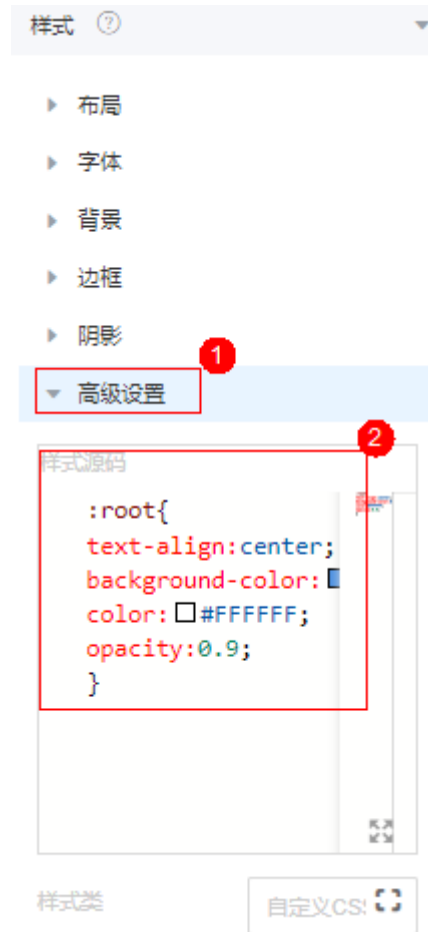 样式 ?
布局
字体
背景
边框
阴影
1
高级设置
2
样式源码
:root{
text-align:center;
background-color:
color:#FFFFFF;
opacity:0.9;
}
样式类
自定义CS